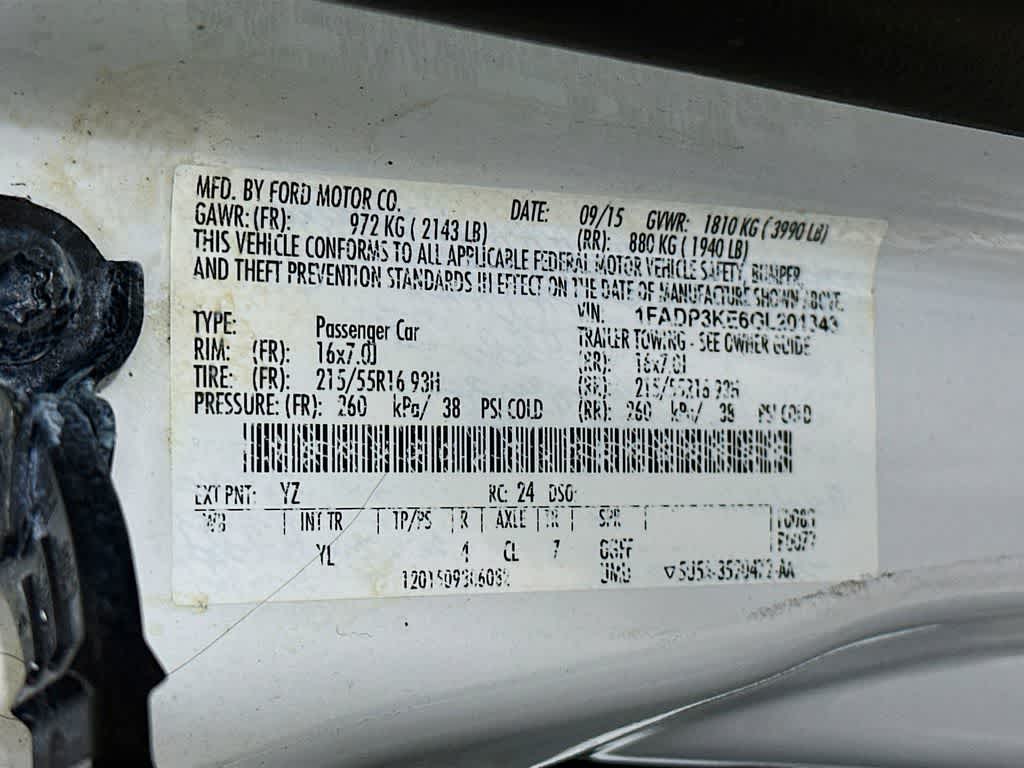 MFD. BY FORD MOTOR CO. DATE: 09/15 GVWR: 1810 KG ( 3990 LB)
GAWR: (FR): 972 KG ( 2143 LB) (RR): 880 KG ( 1940 LB)
THIS VEHICLE CONFORMS TO ALL APPLICABLE FEDERAL MOTOR VEHICLE SAFETY, BUMPER,
AND THEFT PREVENTION STANDARDS IN EFFECT ON THE DATE OF MANUFACTURE SHOWN ABOVE.
VIN: 1FADP3KE6GL201343
TYPE: Passenger Car TRAILER TOWING - SEE OWNER GUIDE
RIM: (FR): 16x7.0J (RR): 16x7.0J
TIRE: (FR): 215/55R16 93H (RR): 215/55R16 93H
PRESSURE: (FR): 260 kPa/ 38 PSI COLD (RR): 260 kPa/ 38 PSI COLD
EXT PNT: YZ RC: 24 DSO:
WB INT TR TP/PS R AXLE TR SPR
YL 4 CL 7